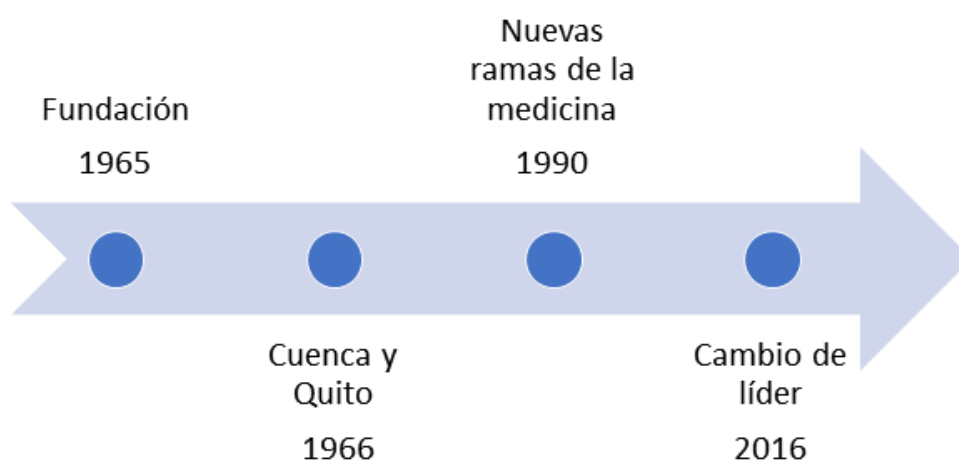 Fundación
1965
Cuenca y
Quito
1966
Nuevas
ramas de la
medicina
1990
Cambio de
líder
2016